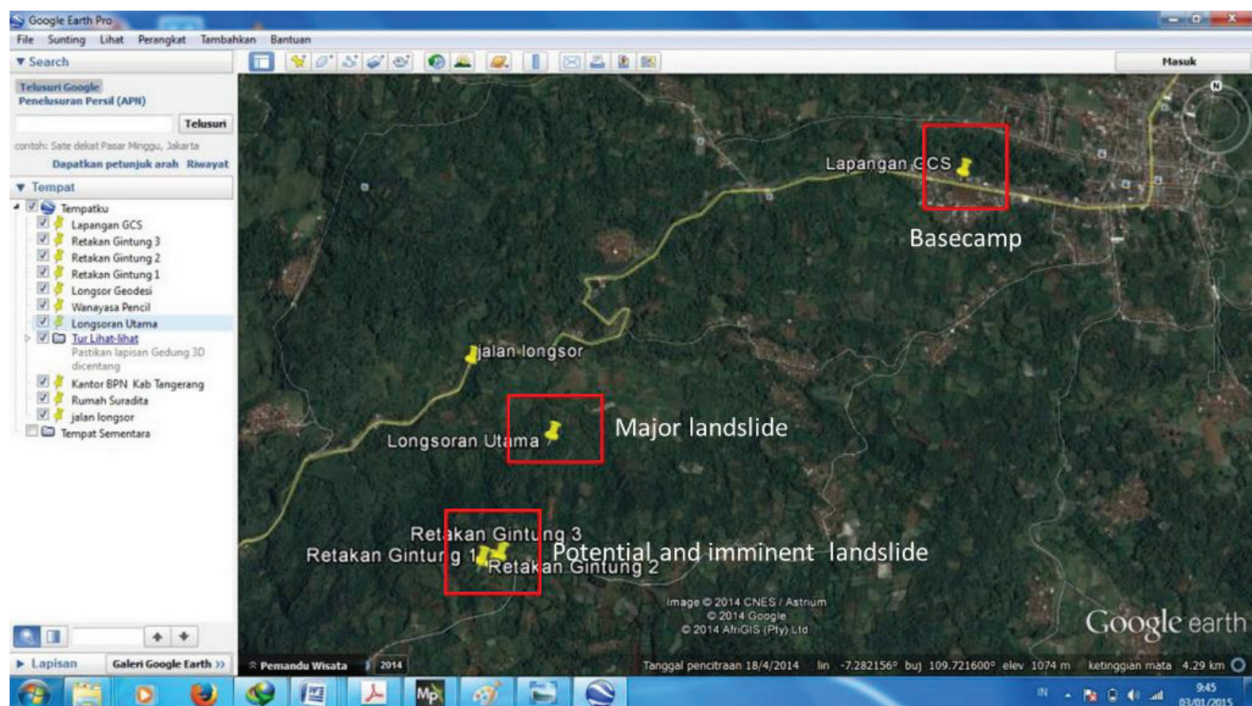 Google Earth Pro
File Sunting Lihat Perangkat Tambahkan Bantuan
Search
Masuk
Telusuri Google
Penelusuran Persil (APN)
Telusuri
contoh: Sate dekat Pasar Minggu, Jakarta
Dapatkan petunjuk arah Riwayat
Tempat
Tempatku
Lapangan GCS
Retakan Gintung 3
Retakan Gintung 2
Retakan Gintung 1
Longsor Geodesi
Wanayasa Pencil
Longsoran Utama
Tur Lihat-lihat
Pastikan lapisan Gedung 3D
dicentang
Kantor BPN Kab Tangerang
Rumah Suradita
jalan longsor
Tempat Sementara
Lapisan
Galeri Google Earth >>
N
Lapangan GCS
Basecamp
jalan longsor
Longsoran Utama
Major landslide
Retakan Gintung 3
Retakan Gintung 1
Potential and imminent landslide
Retakan Gintung 2
Image © 2014 CNES / Astrium
© 2014 Google
© 2014 AfriGIS (Pty) Ltd
Google earth
Pemandu Wisata 2014
Tanggal pencitraan 18/4/2014 lin -7.282156° buj 109.721600° elev 1074 m ketinggian mata 4.29 km
IN
9:45
03/01/2015